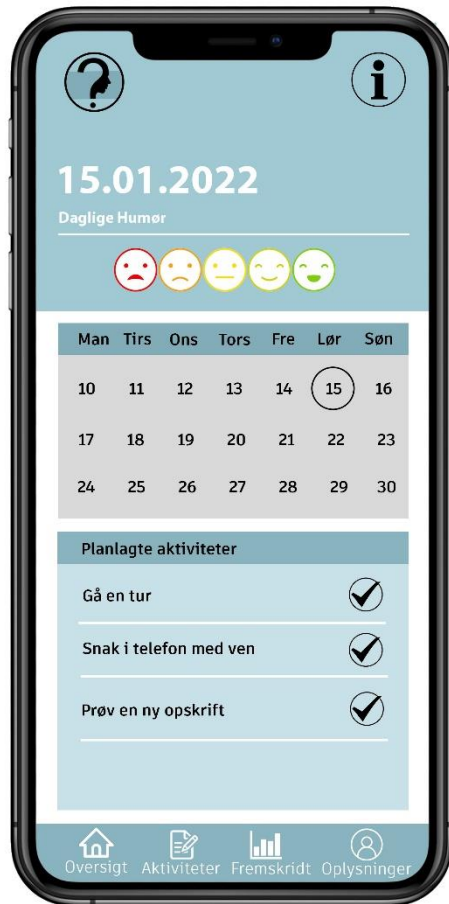 15.01.2022
Daglige Humør
Man Tirs Ons Tors Fre Lør Søn
10 11 12 13 14 15 16
17 18 19 20 21 22 23
24 25 26 27 28 29 30
Planlagte aktiviteter
Gå en tur
Snak i telefon med ven
Prøv en ny opskrift
Oversigt Aktiviteter Fremskridt Oplysninger